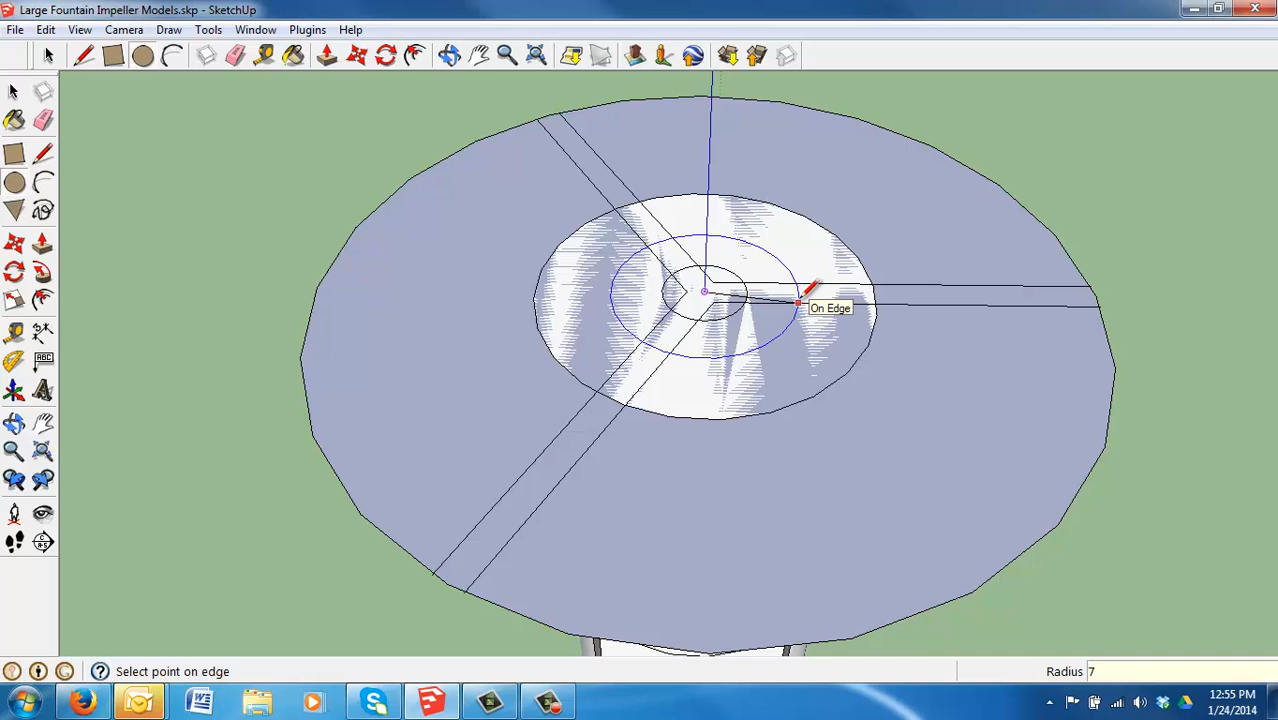 Large Fountain Impeller Models.skp - SketchUp
File Edit View Camera Draw Tools Window Plugins Help
On Edge
Select point on edge
Radius 7
12:55 PM
1/24/2014